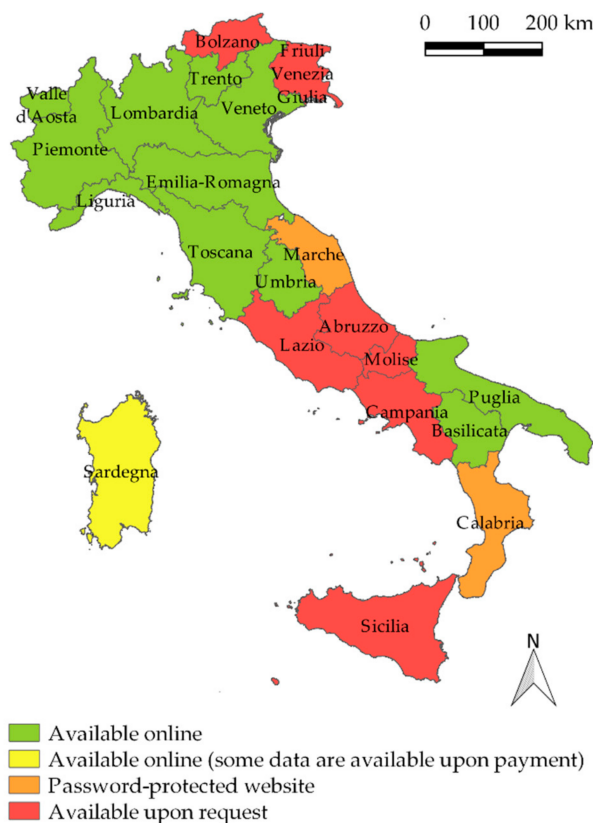 0 100 200 km
Bolzano
Friuli
Venezia
Giulia
Trento
Valle
d'Aosta
Lombardia
Veneto
Piemonte
Emilia-Romagna
Liguria
Toscana
Marche
Umbria
Abruzzo
Lazio
Molise
Campania
Puglia
Basilicata
Sardegna
Calabria
Sicilia
N
Available online
Available online (some data are available upon payment)
Password-protected website
Available upon request